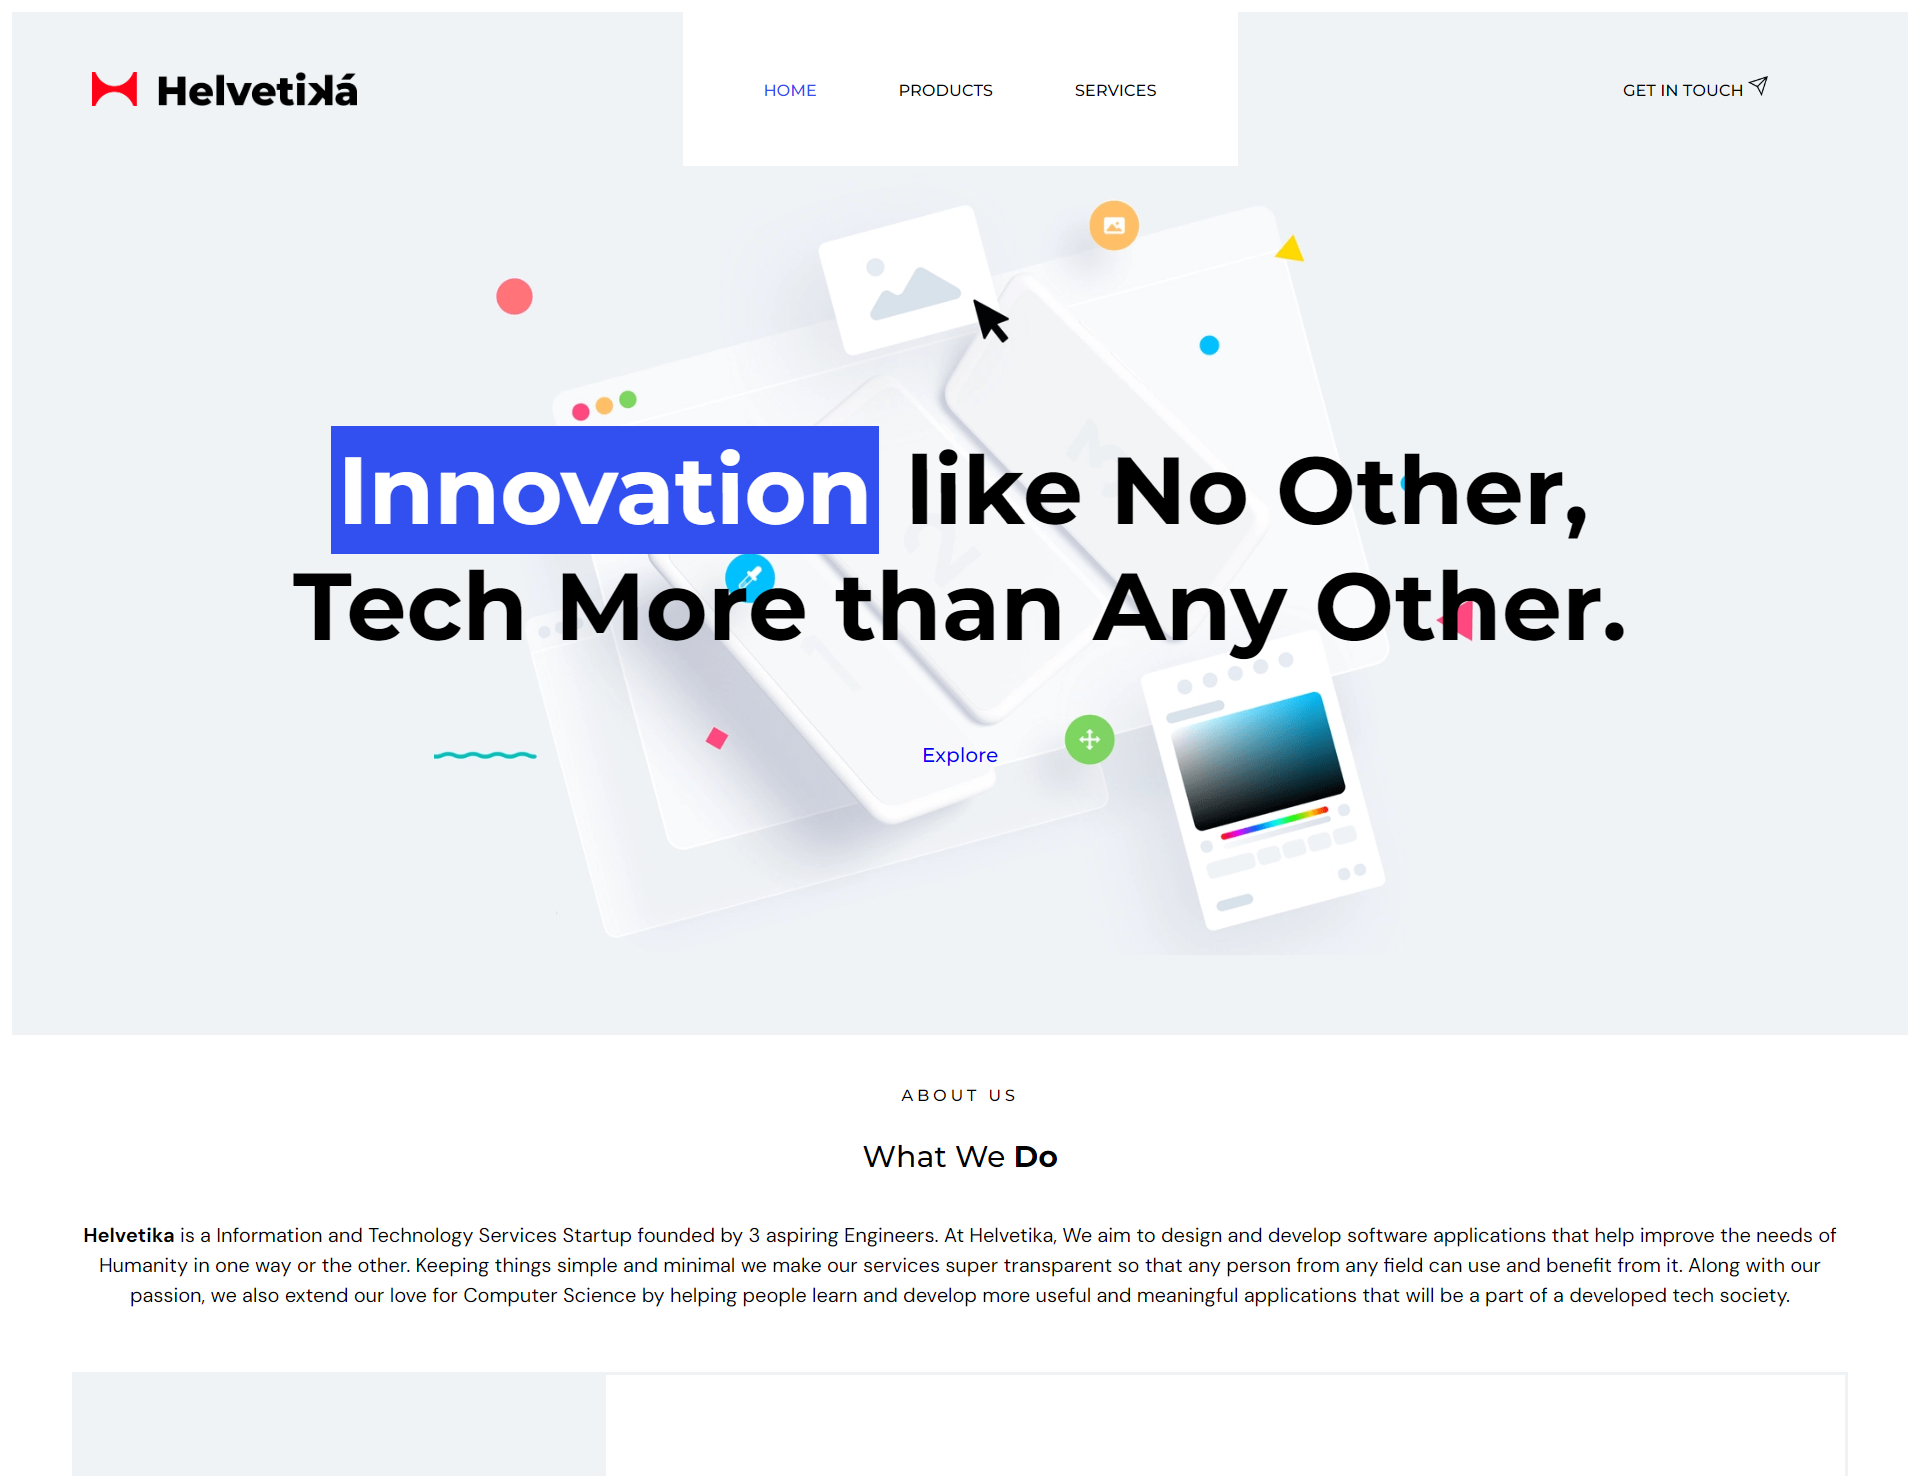 Helvetiká
HOME
PRODUCTS
SERVICES
GET IN TOUCH
3
2
1
Innovation like No Other,
Tech More than Any Other.
Explore
ABOUT US
What We Do
Helvetika is a Information and Technology Services Startup founded by 3 aspiring Engineers. At Helvetika, We aim to design and develop software applications that help improve the needs of
Humanity in one way or the other. Keeping things simple and minimal we make our services super transparent so that any person from any field can use and benefit from it. Along with our
passion, we also extend our love for Computer Science by helping people learn and develop more useful and meaningful applications that will be a part of a developed tech society.